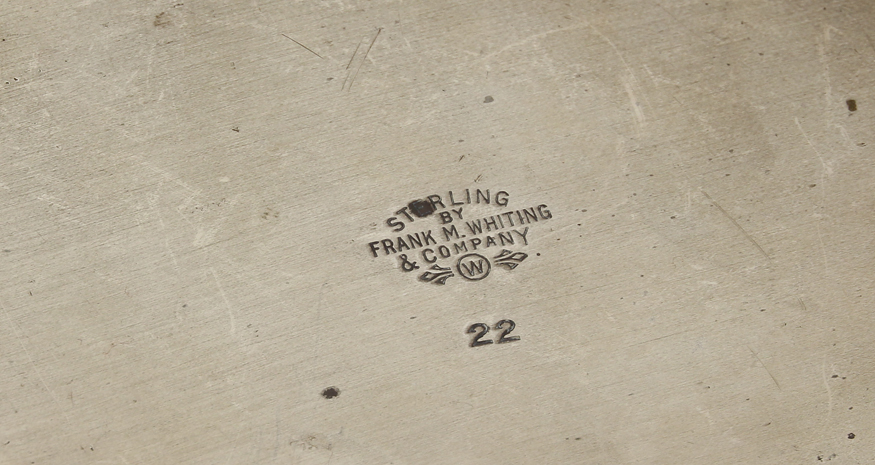 STERLING
BY
FRANK M. WHITING
& COMPANY
W
22